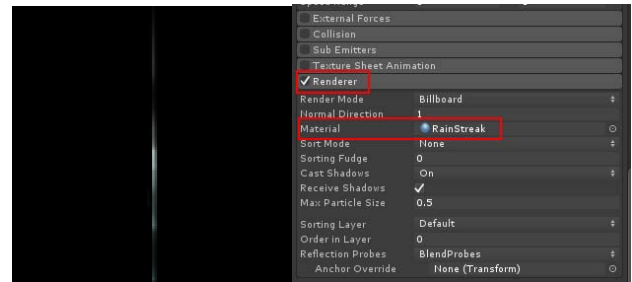 External Forces
Collision
Sub Emitters
Texture Sheet Animation
Renderer
Render Mode Billboard
Normal Direction 1
Material RainStreak
Sort Mode None
Sorting Fudge 0
Cast Shadows On
Receive Shadows
Max Particle Size 0.5
Sorting Layer Default
Order in Layer 0
Reflection Probes BlendProbes
Anchor Override None (Transform)